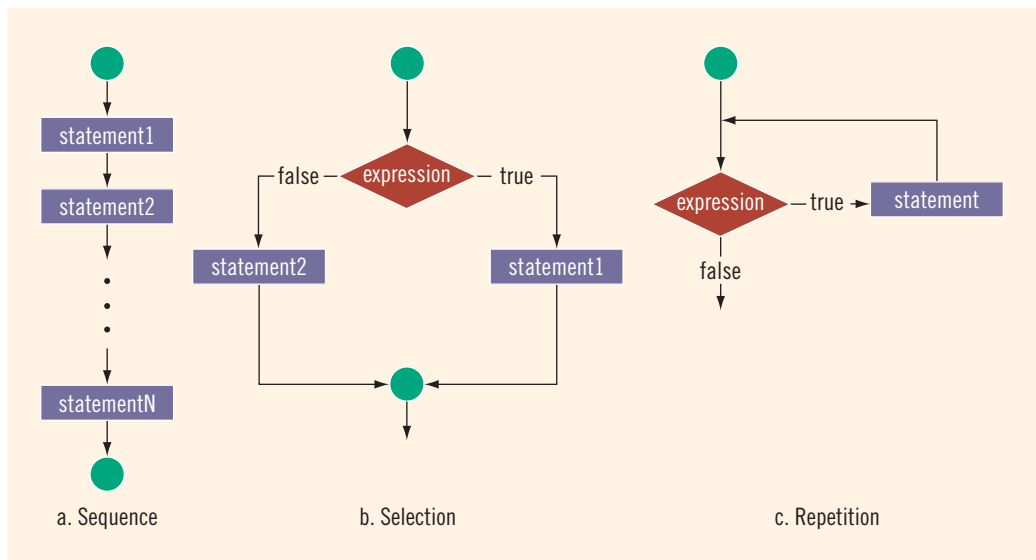 statement1
statement2
statementN
a. Sequence
expression
false
true
statement2
statement1
b. Selection
expression
true
statement
false
c. Repetition